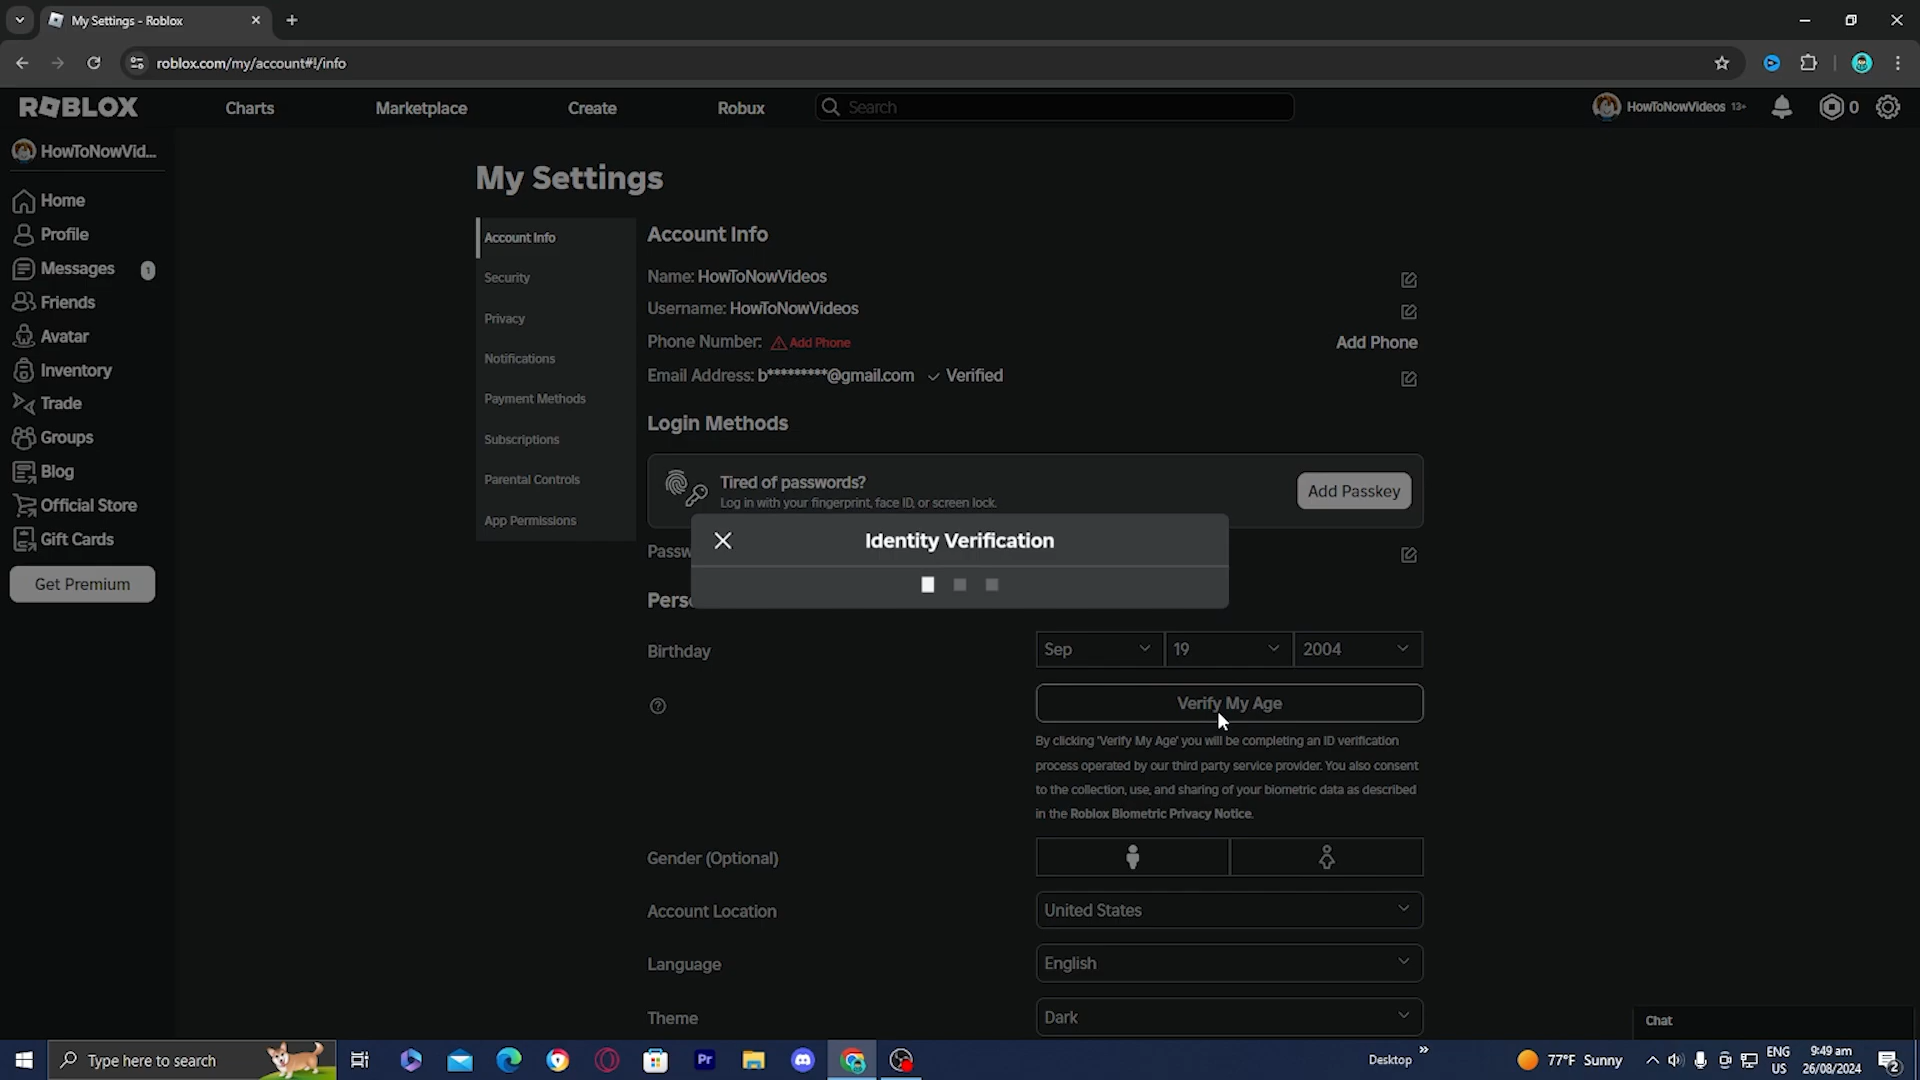 My Settings - Roblox
roblox.com/my/account#!/info
ROBLOX
Charts
Marketplace
Create
Robux
Search
HowToNowVideos 13+
0
HowToNowVid...
Home
Profile
Messages 1
Friends
Avatar
Inventory
Trade
Groups
Blog
Official Store
Gift Cards
Get Premium
My Settings
Account Info
Security
Privacy
Notifications
Payment Methods
Subscriptions
Parental Controls
App Permissions
Account Info
Name: HowToNowVideos
Username: HowToNowVideos
Phone Number: Add Phone
Add Phone
Email Address: b*********@gmail.com Verified
Login Methods
Tired of passwords?
Log in with your fingerprint, face ID, or screen lock.
Add Passkey
Identity Verification
Passw
Perso
Birthday
Sep
19
2004
Verify My Age
By clicking 'Verify My Age' you will be completing an ID verification
process operated by our third party service provider. You also consent
to the collection, use, and sharing of your biometric data as described
in the Roblox Biometric Privacy Notice.
Gender (Optional)
Account Location
United States
Language
English
Theme
Dark
Chat
Type here to search
Pr
Desktop
77°F Sunny
ENG
US
9:49 am
26/08/2024
2